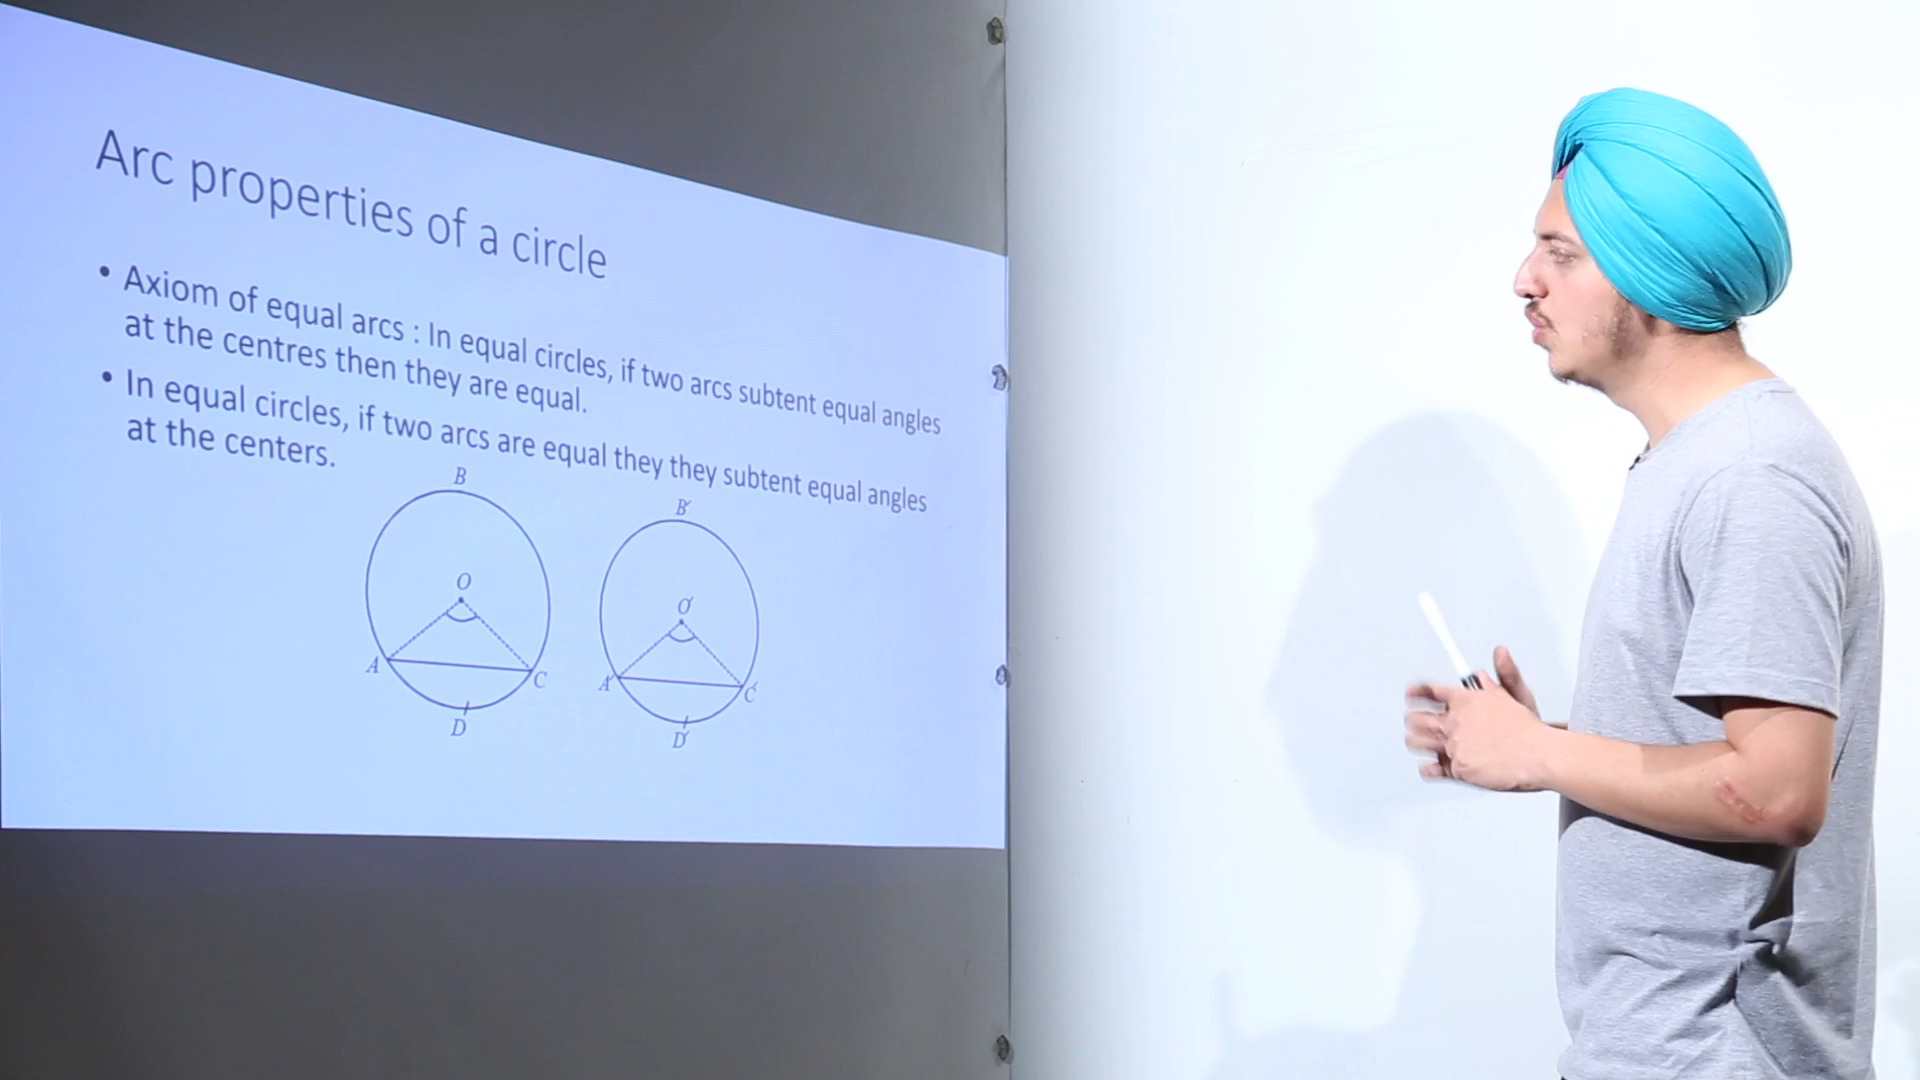 Arc properties of a circle
• Axiom of equal arcs : In equal circles, if two arcs subtent equal angles
at the centres then they are equal.
• In equal circles, if two arcs are equal they they subtent equal angles
at the centers.
B
B′
O
O′
A
C
A′
C′
D
D′